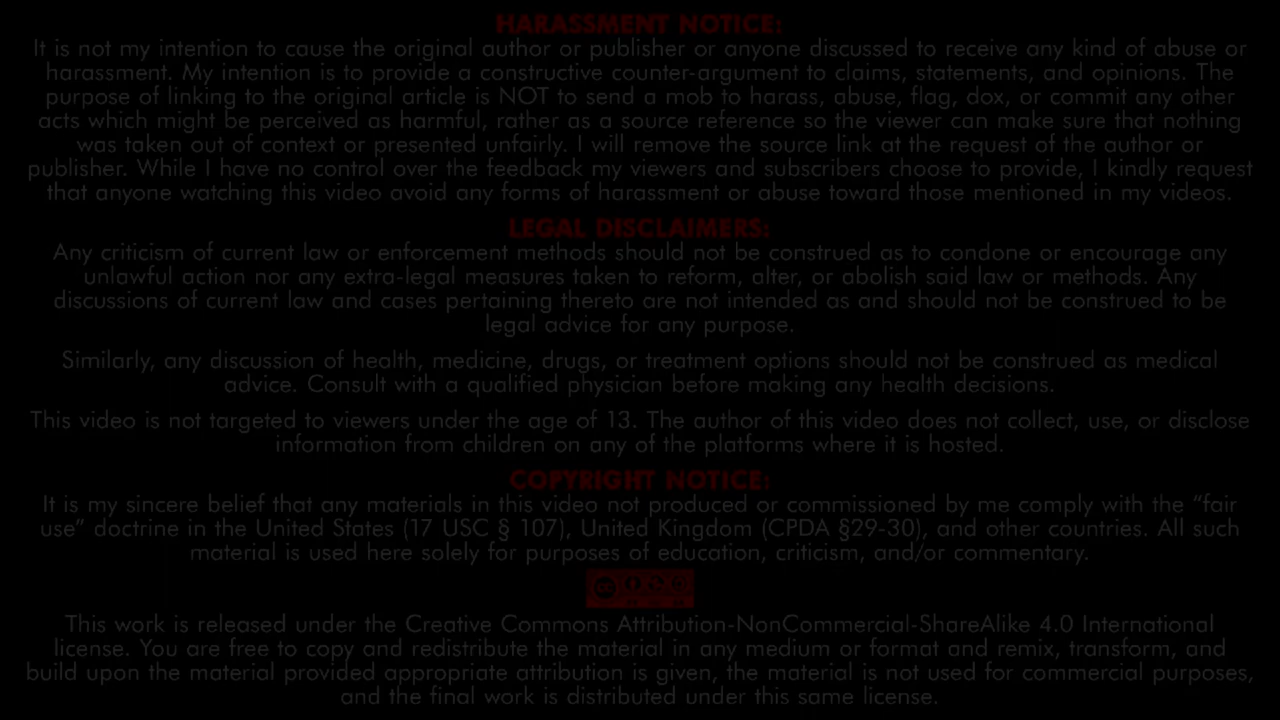 HARASSMENT NOTICE:
It is not my intention to cause the original author or publisher or anyone discussed to receive any kind of abuse or
harassment. My intention is to provide a constructive counter-argument to claims, statements, and opinions. The
purpose of linking to the original article is NOT to send a mob to harass, abuse, flag, dox, or commit any other
acts which might be perceived as harmful, rather as a source reference so the viewer can make sure that nothing
was taken out of context or presented unfairly. I will remove the source link at the request of the author or
publisher. While I have no control over the feedback my viewers and subscribers choose to provide, I kindly request
that anyone watching this video avoid any forms of harassment or abuse toward those mentioned in my videos.
LEGAL DISCLAIMERS:
Any criticism of current law or enforcement methods should not be construed as to condone or encourage any
unlawful action nor any extra-legal measures taken to reform, alter, or abolish said law or methods. Any
discussions of current law and cases pertaining thereto are not intended as and should not be construed to be
legal advice for any purpose.
Similarly, any discussion of health, medicine, drugs, or treatment options should not be construed as medical
advice. Consult with a qualified physician before making any health decisions.
This video is not targeted to viewers under the age of 13. The author of this video does not collect, use, or disclose
information from children on any of the platforms where it is hosted.
COPYRIGHT NOTICE:
It is my sincere belief that any materials in this video not produced or commissioned by me comply with the “fair
use” doctrine in the United States (17 USC § 107), United Kingdom (CPDA §29-30), and other countries. All such
material is used here solely for purposes of education, criticism, and/or commentary.
This work is released under the Creative Commons Attribution-NonCommercial-ShareAlike 4.0 International
license. You are free to copy and redistribute the material in any medium or format and remix, transform, and
build upon the material provided appropriate attribution is given, the material is not used for commercial purposes,
and the final work is distributed under this same license.